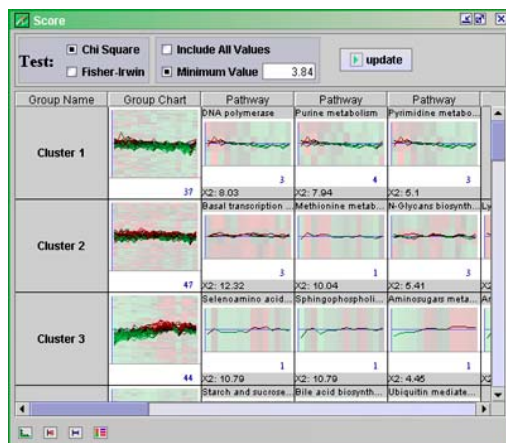 Score
Test:
Chi Square
Fisher-Irwin
Include All Values
Minimum Value 3.84
update
Group Name Group Chart Pathway Pathway Pathway
Cluster 1
37
DNA polymerase
3
X2: 8.03
Purine metabolism
4
X2: 7.94
Pyrimidine metabo...
3
X2: 5.1
Cluster 2
47
Basal transcription ...
3
X2: 12.32
Methionine metab...
1
X2: 10.04
N-Glycans biosynth...
3
X2: 5.41
Ly
X2
Cluster 3
44
Selenoamino acid...
1
X2: 10.79
Sphingophospholi...
1
X2: 10.79
Aminosugars meta...
1
X2: 4.45
X2
Starch and sucrose...
Bile acid biosynth...
Ubiquitin mediate...